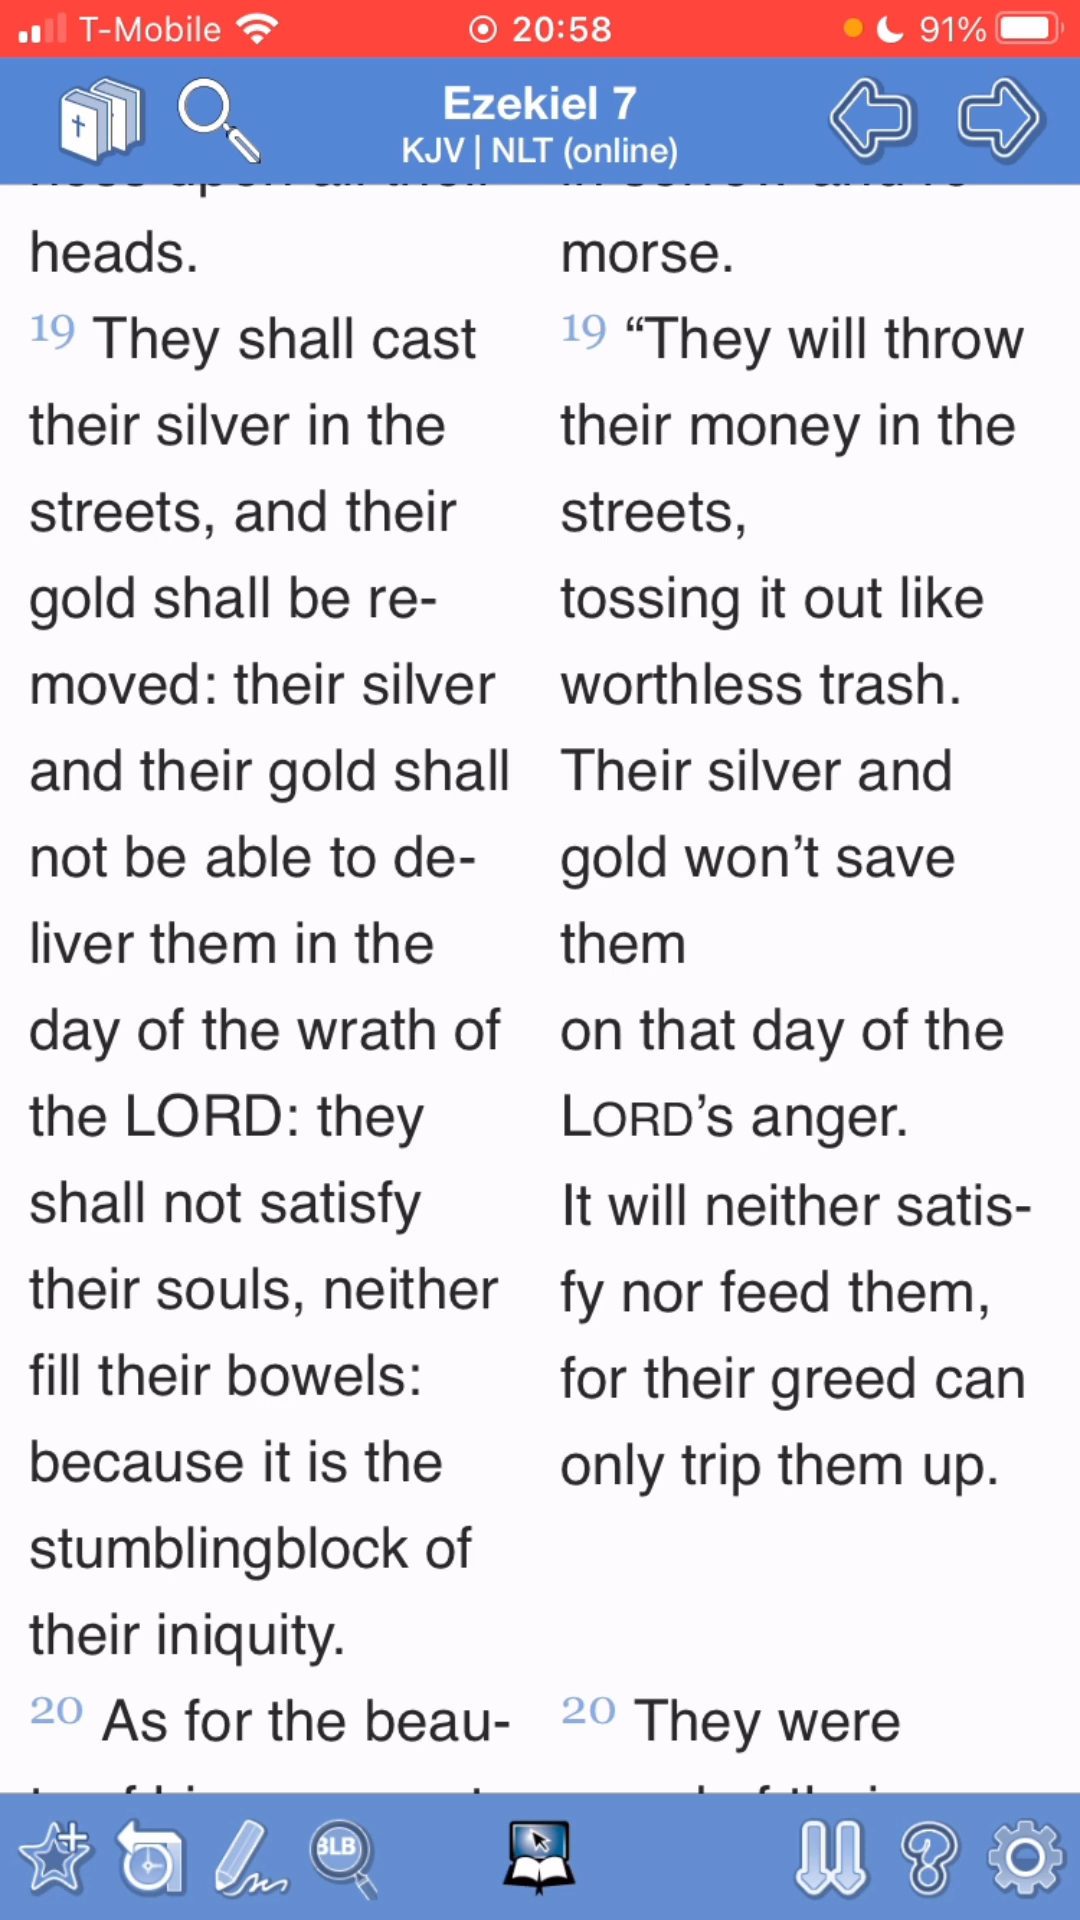 T-Mobile 20:58 91%
Ezekiel 7
KJV | NLT (online)
heads.
19 They shall cast
their silver in the
streets, and their
gold shall be re-
moved: their silver
and their gold shall
not be able to de-
liver them in the
day of the wrath of
the LORD: they
shall not satisfy
their souls, neither
fill their bowels:
because it is the
stumblingblock of
their iniquity.
20 As for the beau-
morse.
19 “They will throw
their money in the
streets,
tossing it out like
worthless trash.
Their silver and
gold won’t save
them
on that day of the
LORD’s anger.
It will neither satis-
fy nor feed them,
for their greed can
only trip them up.
20 They were
BLB